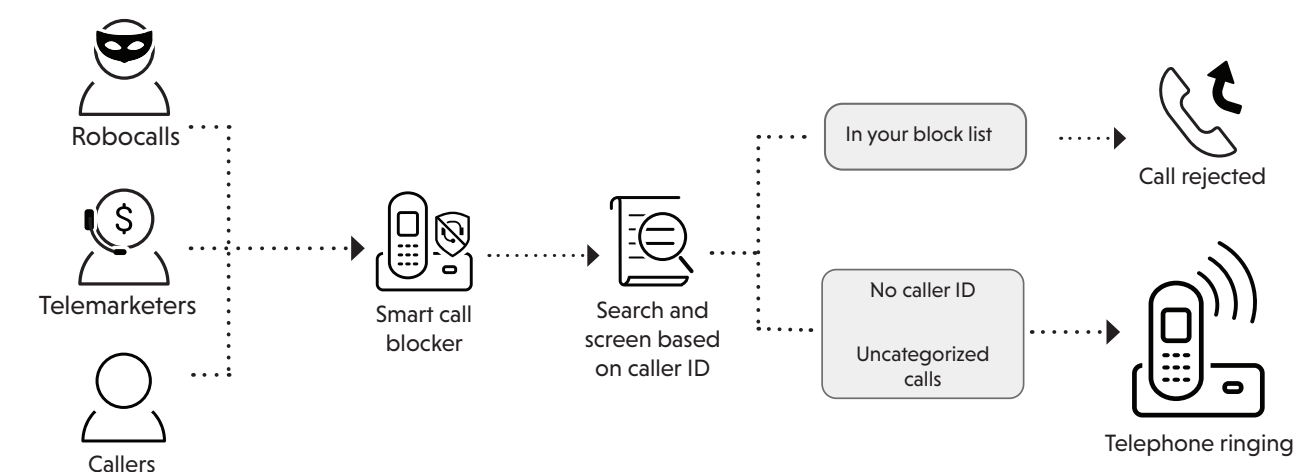 Robocalls
Telemarketers
Callers
Smart call
blocker
Search and
screen based
on caller ID
In your block list
No caller ID
Uncategorized
calls
Call rejected
Telephone ringing
$